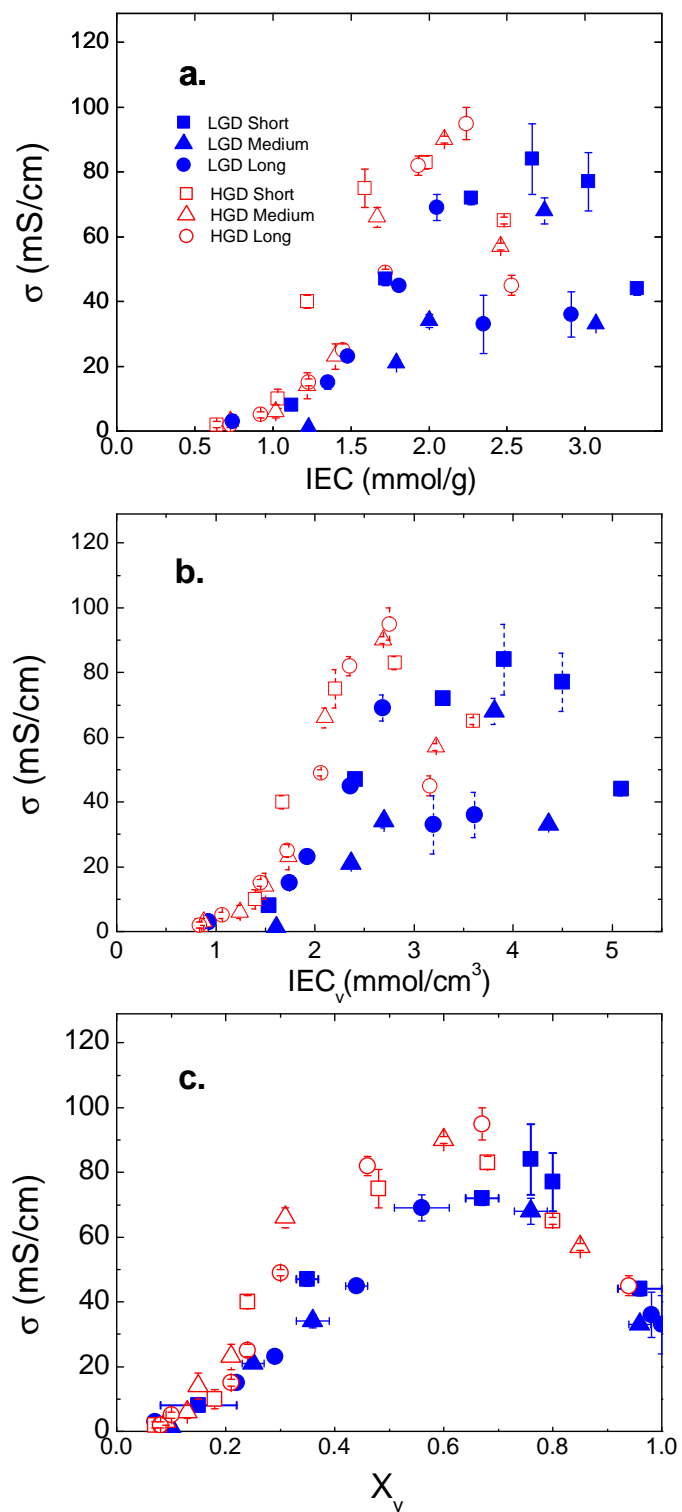 a.
LGD Short
LGD Medium
LGD Long
HGD Short
HGD Medium
HGD Long
120
100
80
60
40
20
0
σ (mS/cm)
0.0 0.5 1.0 1.5 2.0 2.5 3.0
IEC (mmol/g)
b.
120
100
80
60
40
20
0
σ (mS/cm)
0 1 2 3 4 5
IECv(mmol/cm³)
c.
120
100
80
60
40
20
0
σ (mS/cm)
0.0 0.2 0.4 0.6 0.8 1.0
Xv